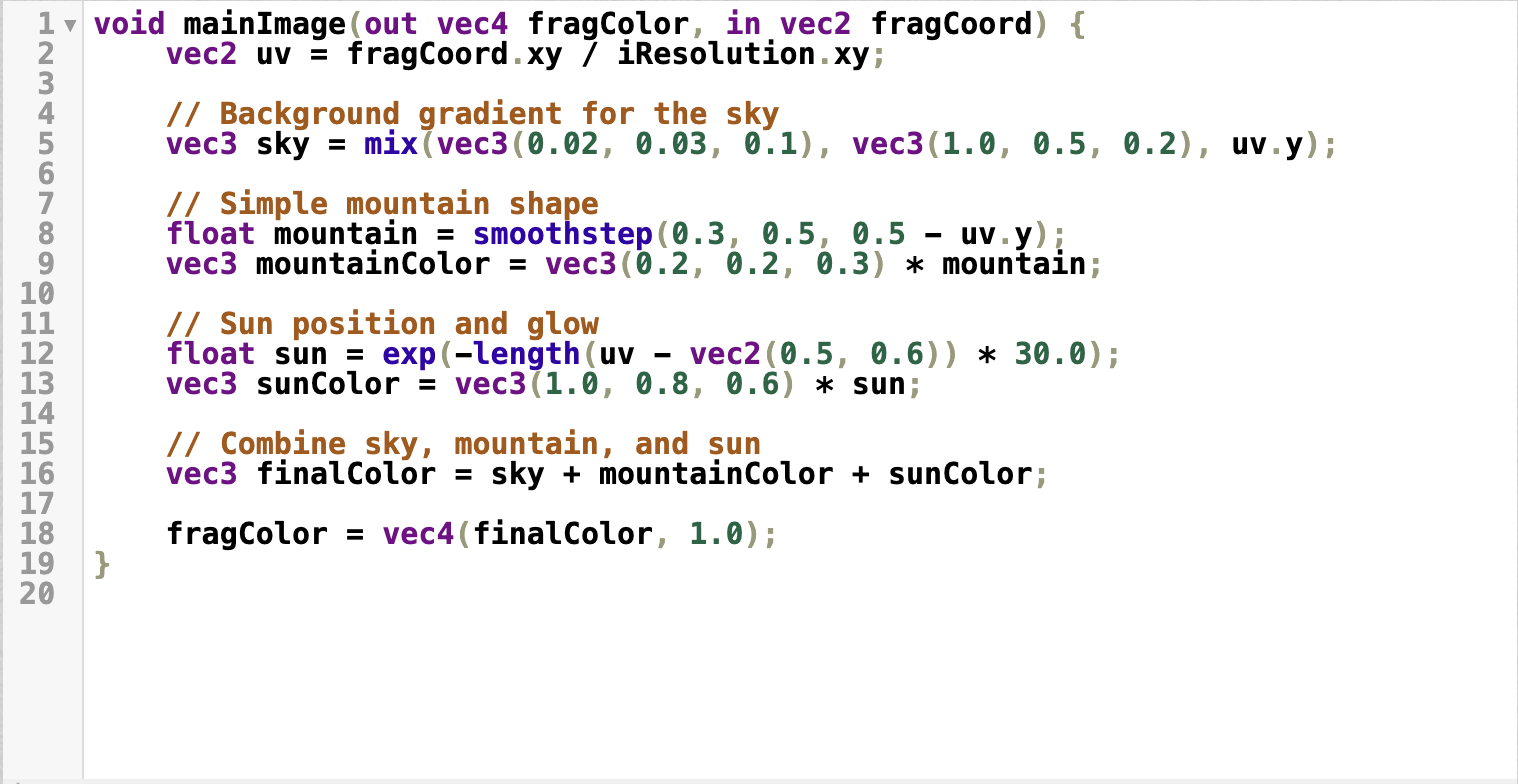 1 void mainImage(out vec4 fragColor, in vec2 fragCoord) {
2     vec2 uv = fragCoord.xy / iResolution.xy;
3
4     // Background gradient for the sky
5     vec3 sky = mix(vec3(0.02, 0.03, 0.1), vec3(1.0, 0.5, 0.2), uv.y);
6
7     // Simple mountain shape
8     float mountain = smoothstep(0.3, 0.5, 0.5 - uv.y);
9     vec3 mountainColor = vec3(0.2, 0.2, 0.3) * mountain;
10
11     // Sun position and glow
12     float sun = exp(-length(uv - vec2(0.5, 0.6)) * 30.0);
13     vec3 sunColor = vec3(1.0, 0.8, 0.6) * sun;
14
15     // Combine sky, mountain, and sun
16     vec3 finalColor = sky + mountainColor + sunColor;
17
18     fragColor = vec4(finalColor, 1.0);
19 }
20